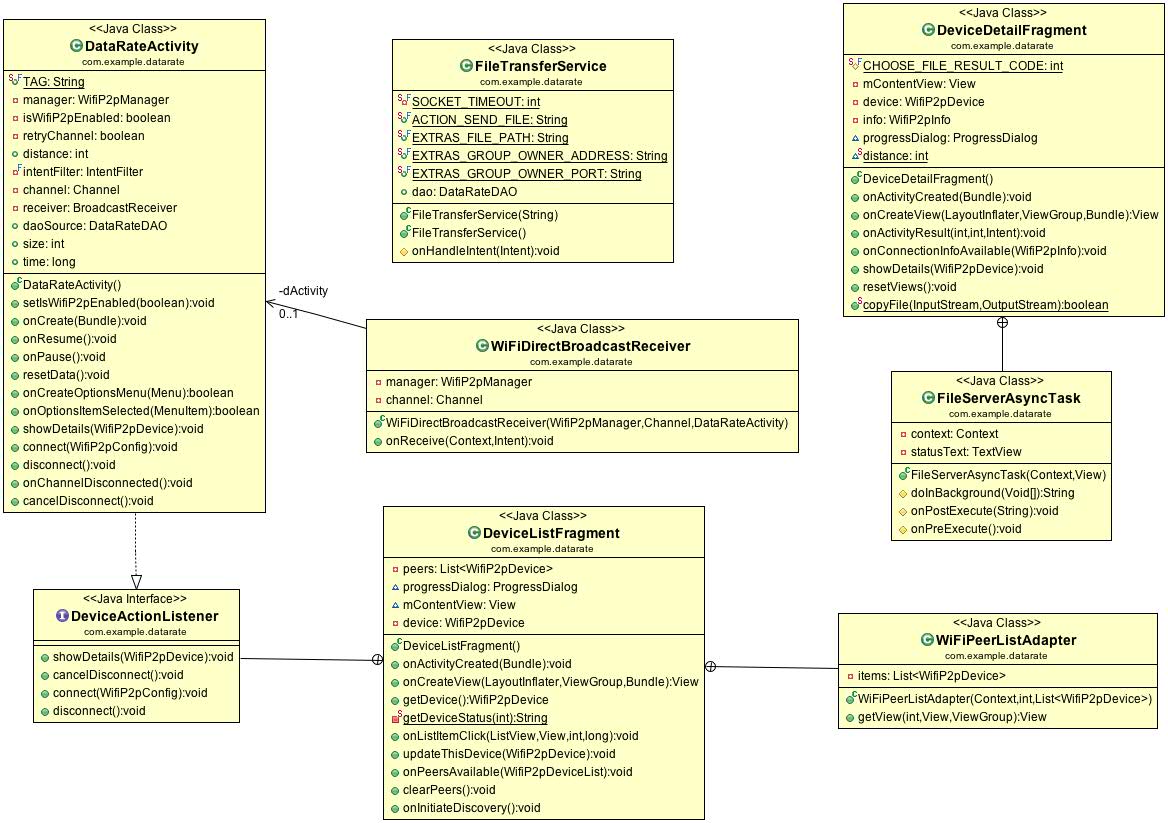 <<Java Class>>
DataRateActivity
com.example.datarate
TAG: String
manager: WifiP2pManager
isWifiP2pEnabled: boolean
retryChannel: boolean
distance: int
intentFilter: IntentFilter
channel: Channel
receiver: BroadcastReceiver
daoSource: DataRateDAO
size: int
time: long
DataRateActivity()
setIsWifiP2pEnabled(boolean):void
onCreate(Bundle):void
onResume():void
onPause():void
resetData():void
onCreateOptionsMenu(Menu):boolean
onOptionsItemSelected(MenuItem):boolean
showDetails(WifiP2pDevice):void
connect(WifiP2pConfig):void
disconnect():void
onChannelDisconnected():void
cancelDisconnect():void
<<Java Class>>
FileTransferService
com.example.datarate
SOCKET_TIMEOUT: int
ACTION_SEND_FILE: String
EXTRAS_FILE_PATH: String
EXTRAS_GROUP_OWNER_ADDRESS: String
EXTRAS_GROUP_OWNER_PORT: String
dao: DataRateDAO
FileTransferService(String)
FileTransferService()
onHandleIntent(Intent):void
<<Java Class>>
DeviceDetailFragment
com.example.datarate
CHOOSE_FILE_RESULT_CODE: int
mContentView: View
device: WifiP2pDevice
info: WifiP2pInfo
progressDialog: ProgressDialog
distance: int
DeviceDetailFragment()
onActivityCreated(Bundle):void
onCreateView(LayoutInflater,ViewGroup,Bundle):View
onActivityResult(int,int,Intent):void
onConnectionInfoAvailable(WifiP2pInfo):void
showDetails(WifiP2pDevice):void
resetViews():void
copyFile(InputStream,OutputStream):boolean
-dActivity
0..1
<<Java Class>>
WiFiDirectBroadcastReceiver
com.example.datarate
manager: WifiP2pManager
channel: Channel
WiFiDirectBroadcastReceiver(WifiP2pManager,Channel,DataRateActivity)
onReceive(Context,Intent):void
<<Java Class>>
FileServerAsyncTask
com.example.datarate
context: Context
statusText: TextView
FileServerAsyncTask(Context,View)
doInBackground(Void[]):String
onPostExecute(String):void
onPreExecute():void
<<Java Interface>>
DeviceActionListener
com.example.datarate
showDetails(WifiP2pDevice):void
cancelDisconnect():void
connect(WifiP2pConfig):void
disconnect():void
<<Java Class>>
DeviceListFragment
com.example.datarate
peers: List<WifiP2pDevice>
progressDialog: ProgressDialog
mContentView: View
device: WifiP2pDevice
DeviceListFragment()
onActivityCreated(Bundle):void
onCreateView(LayoutInflater,ViewGroup,Bundle):View
getDevice():WifiP2pDevice
getDeviceStatus(int):String
onListItemClick(ListView,View,int,long):void
updateThisDevice(WifiP2pDevice):void
onPeersAvailable(WifiP2pDeviceList):void
clearPeers():void
onInitiateDiscovery():void
<<Java Class>>
WiFiPeerListAdapter
com.example.datarate
items: List<WifiP2pDevice>
WiFiPeerListAdapter(Context,int,List<WifiP2pDevice>)
getView(int,View,ViewGroup):View